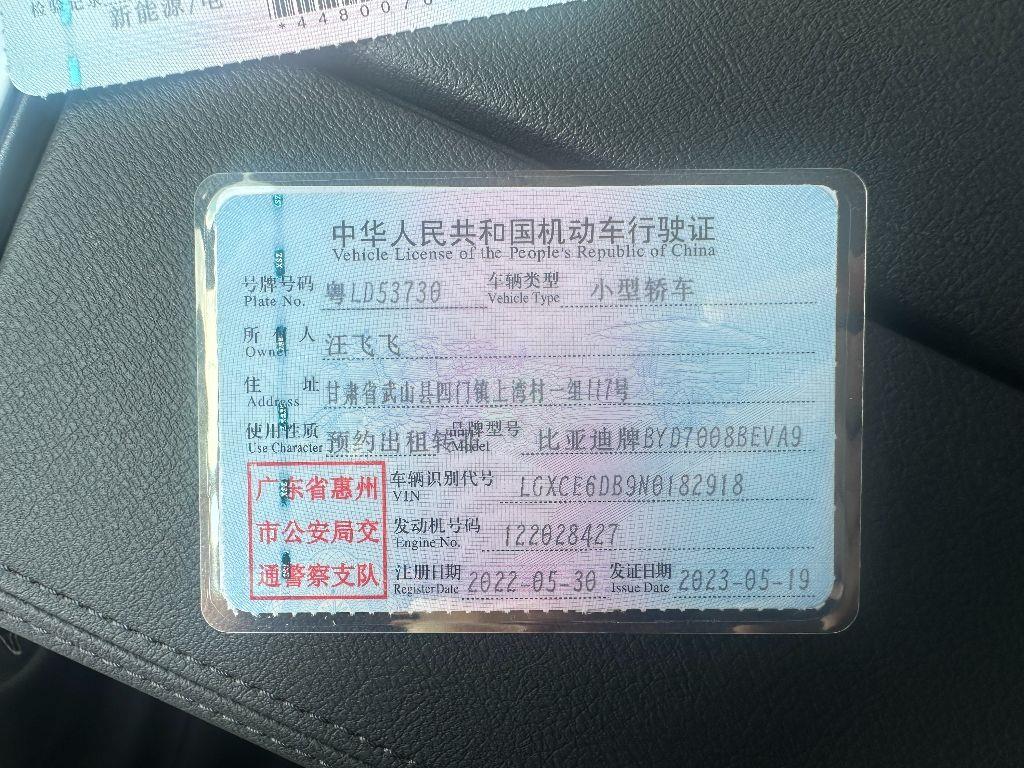 检验记录
新能源/电
*448007
中华人民共和国机动车行驶证
Vehicle License of the People's Republic of China
号牌号码 粤LD53730 车辆类型 小型轿车
Plate No. Vehicle Type
所有人 汪飞飞
Owner
住址 甘肃省武山县四门镇上湾村一组117号
Address
使用性质 预约出租转非 品牌型号 比亚迪牌BYD7008BEVA9
Use Character Model
广东省惠州 车辆识别代号 LGXCE6DB9N0182918
VIN
市公安局交 发动机号码 122028427
Engine No.
通警察支队 注册日期 2022-05-30 发证日期 2023-05-19
Register Date Issue Date